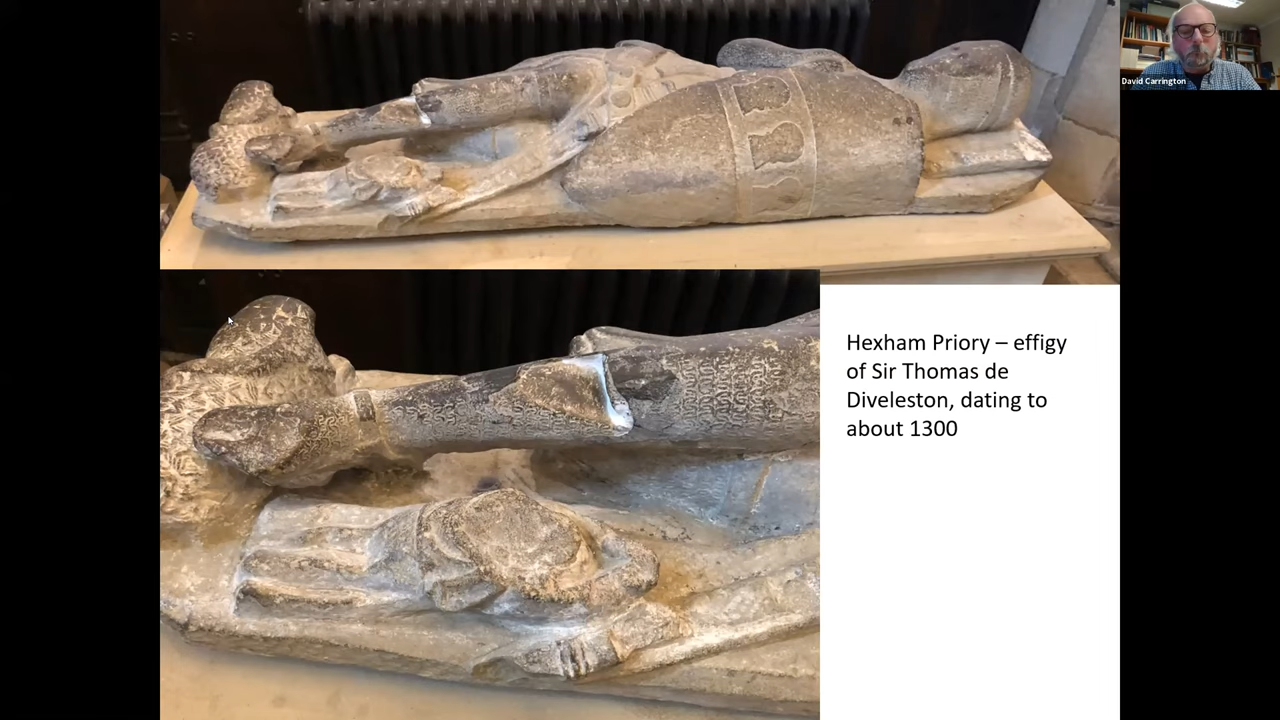 David Carrington
Hexham Priory – effigy
of Sir Thomas de
Diveleston, dating to
about 1300